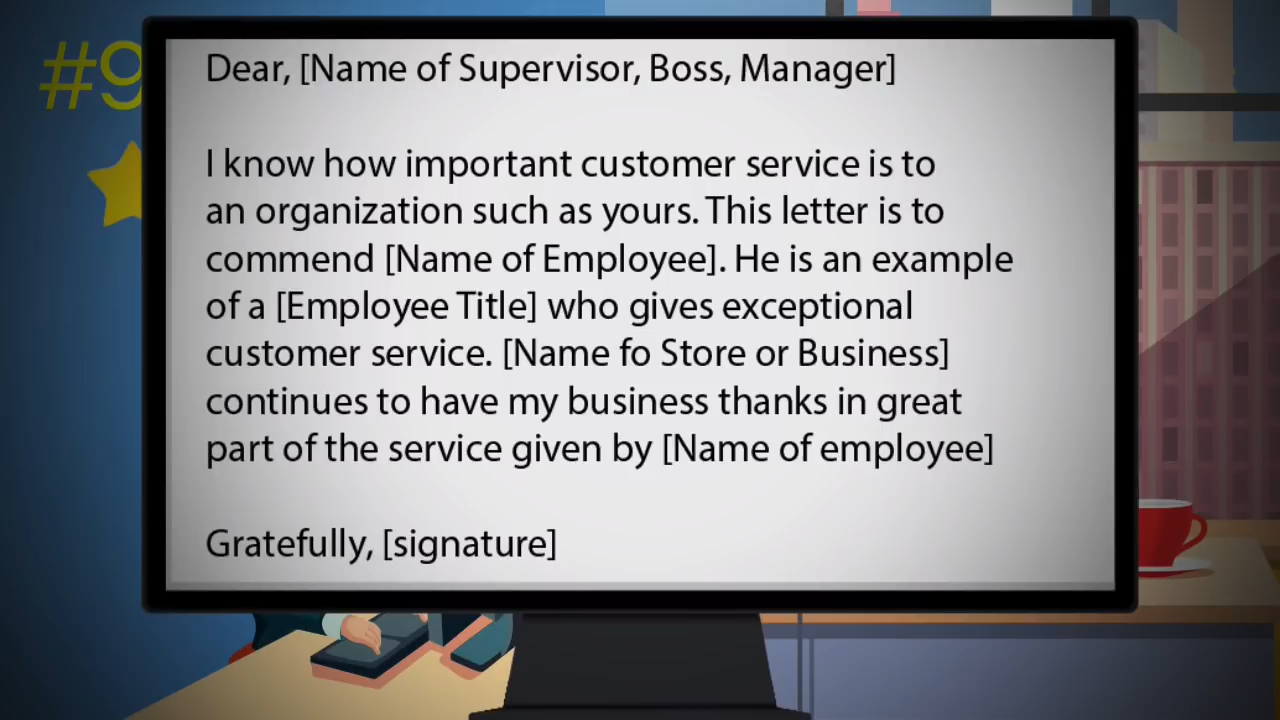 #9
Dear, [Name of Supervisor, Boss, Manager]
I know how important customer service is to
an organization such as yours. This letter is to
commend [Name of Employee]. He is an example
of a [Employee Title] who gives exceptional
customer service. [Name fo Store or Business]
continues to have my business thanks in great
part of the service given by [Name of employee]
Gratefully, [signature]